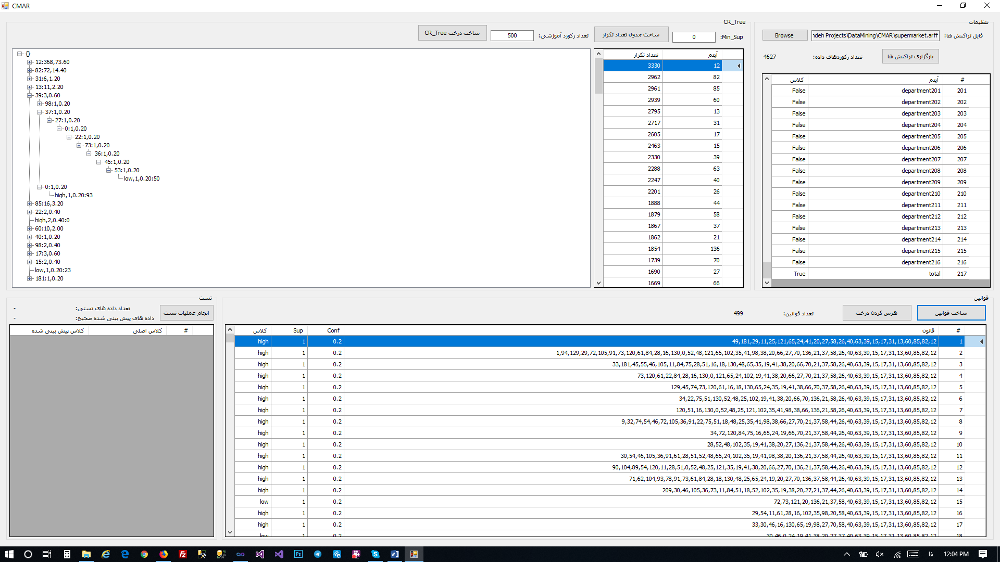 CMAR
تنظیمات
فایل تراکنش ها:
ndeh Projects\DataMining\CMAR\supermarket.arff
Browse
بارگزاری تراکنش ها
تعداد رکوردهای داده:
4627
# آیتم کلاس
201 department201 False
202 department202 False
203 department203 False
204 department204 False
205 department205 False
206 department206 False
207 department207 False
208 department208 False
209 department209 False
210 department210 False
211 department211 False
212 department212 False
213 department213 False
214 department214 False
215 department215 False
216 department216 False
217 total True
CR_Tree
Min_Sup:
0
ساخت جدول تعداد تکرار
تعداد رکورد آموزشی:
500
ساخت درخت CR_Tree
آیتم تعداد تکرار
12 3330
82 2962
85 2961
60 2939
13 2795
31 2717
17 2605
15 2463
39 2330
63 2288
40 2247
26 2201
44 1888
58 1879
37 1867
21 1862
136 1854
70 1739
27 1690
66 1669
{}
12:368,73.60
82:72,14.40
31:6,1.20
13:11,2.20
39:3,0.60
98:1,0.20
37:1,0.20
27:1,0.20
0:1,0.20
22:1,0.20
73:1,0.20
36:1,0.20
45:1,0.20
53:1,0.20
low,1,0.20:50
0:1,0.20
high,1,0.20:93
85:16,3.20
22:2,0.40
high,2,0.40:0
60:10,2.00
40:1,0.20
98:2,0.40
17:3,0.60
15:2,0.40
low,1,0.20:23
181:1,0.20
قوانین
ساخت قوانین
هرس کردن درخت
تعداد قوانین:
499
# قانون Conf Sup کلاس
1 49,181,29,11,25,121,65,24,41,20,27,58,26,40,63,39,15,17,31,13,60,85,82,12 0.2 1 high
2 1,94,129,29,72,105,91,73,120,61,84,28,16,130,0,52,48,121,65,102,35,41,98,38,20,66,27,70,136,21,37,58,26,40,63,39,15,17,31,13,60,85,82,12 0.2 1 high
3 33,181,45,55,46,105,11,84,75,28,51,16,18,130,48,65,35,19,41,38,20,66,70,21,37,58,26,40,63,39,15,17,31,13,60,85,82,12 0.2 1 high
4 73,120,61,22,84,28,16,130,0,121,65,24,102,19,41,38,20,66,27,70,21,37,58,26,40,63,39,15,17,31,13,60,85,82,12 0.2 1 high
5 129,45,74,73,120,61,16,18,130,65,24,35,19,41,38,66,70,37,58,26,40,63,39,15,17,31,13,60,85,82,12 0.2 1 high
6 34,22,75,51,130,52,48,25,102,19,41,38,20,66,70,136,21,58,26,40,63,39,15,17,31,13,60,85,82,12 0.2 1 high
7 120,51,16,130,0,52,48,25,121,102,35,41,98,38,66,136,21,58,26,40,63,39,15,17,31,13,60,85,82,12 0.2 1 high
8 9,32,74,54,46,72,105,36,91,22,75,51,18,48,25,35,41,98,38,66,27,70,21,37,58,44,26,40,63,39,15,17,31,13,60,85,82,12 0.2 1 high
9 34,72,120,84,75,16,65,24,19,66,70,21,37,58,44,26,40,63,39,15,17,31,13,60,85,82,12 0.2 1 high
10 28,52,48,102,35,19,41,38,20,27,136,21,37,58,44,26,40,63,39,15,17,31,13,60,85,82,12 0.2 1 high
11 30,54,46,105,36,91,61,28,51,52,48,65,24,102,35,19,41,98,38,20,136,21,37,58,44,26,40,63,39,15,17,31,13,60,85,82,12 0.2 1 high
12 90,104,89,54,120,11,28,51,0,52,48,25,121,35,19,41,38,20,66,27,70,136,21,37,58,44,26,40,63,39,15,17,31,13,60,85,82,12 0.2 1 high
13 71,62,104,93,78,91,73,61,84,28,18,130,48,25,65,24,19,20,27,70,136,37,58,44,26,40,63,39,15,17,31,13,60,85,82,12 0.2 1 high
14 209,30,46,105,36,73,11,84,51,18,52,102,35,19,38,20,27,21,37,44,26,40,63,39,15,17,31,13,60,85,82,12 0.2 1 high
15 72,73,121,20,136,21,37,58,40,63,39,15,17,31,13,60,85,82,12 0.2 1 low
16 29,54,11,61,28,16,102,35,98,20,58,40,63,39,15,17,31,13,60,85,82,12 0.2 1 high
17 33,30,46,16,130,65,19,98,27,70,58,40,63,39,15,17,31,13,60,85,82,12 0.2 1 high
18 30,46,0,24,19,41,38,20,27,37,40,63,39,15,17,31,13,60,85,82,12 0.2 1 low
تست
انجام عملیات تست
تعداد داده های تستی:
-
داده های پیش بینی شده صحیح:
-
# کلاس اصلی کلاس پیش بینی شده
فا
12:04 PM